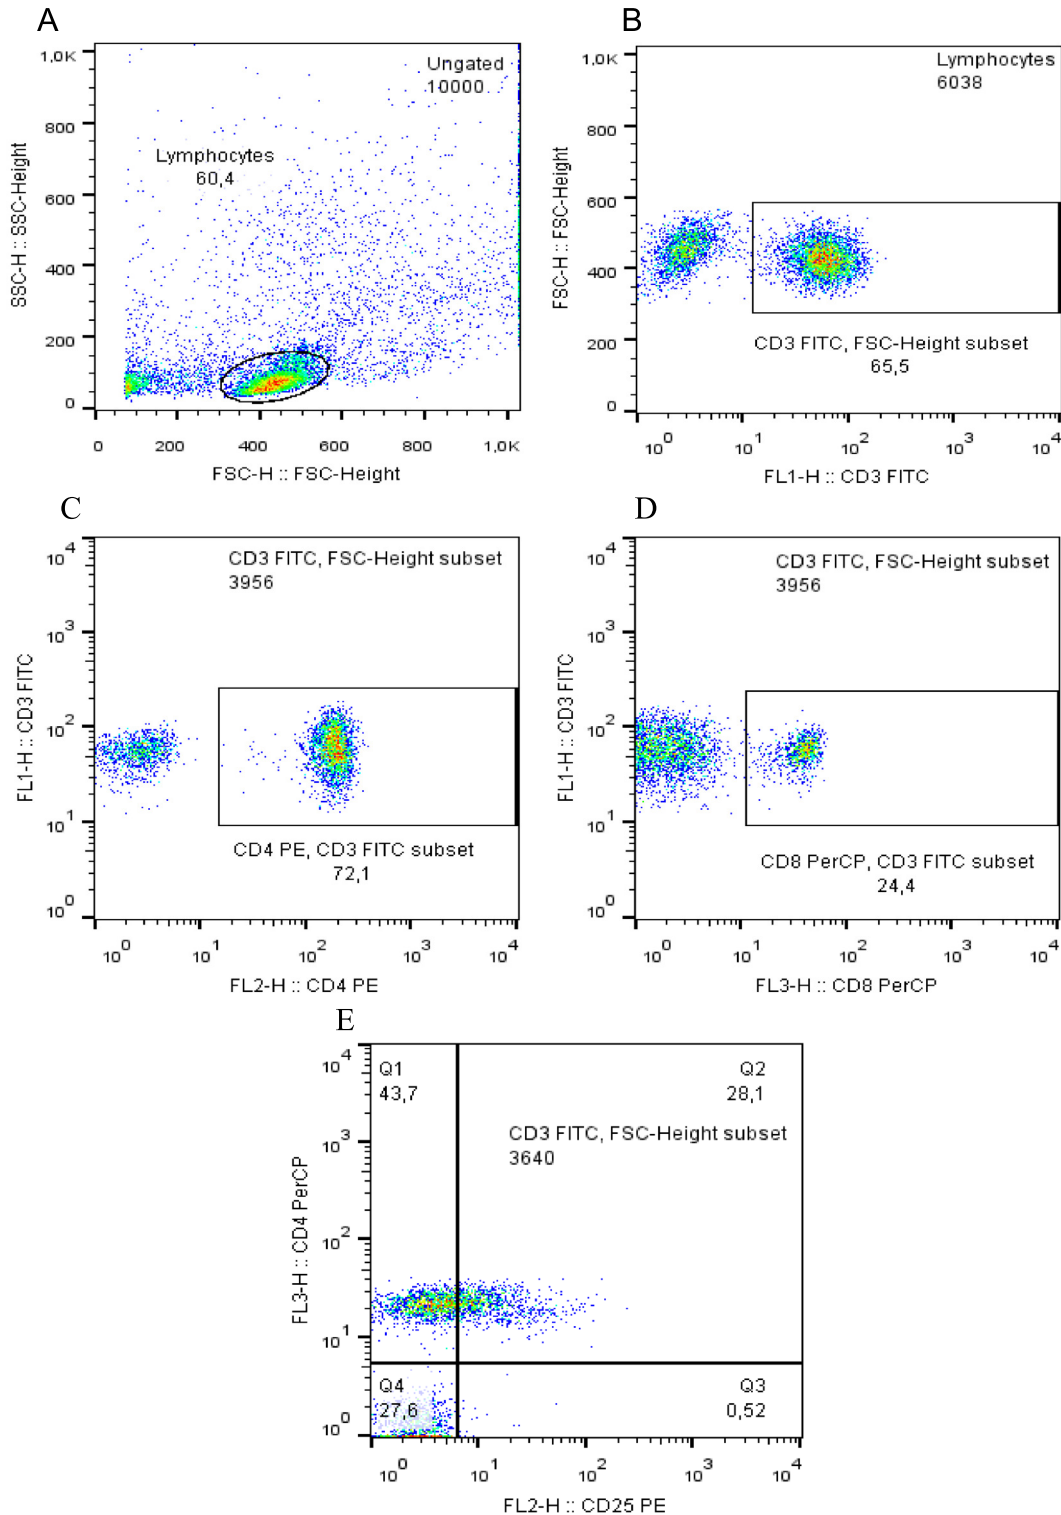 A
Ungated
10000
Lymphocytes
60,4
1,0K
800
600
400
200
0
SSC-H :: SSC-Height
0 200 400 600 800 1,0K
FSC-H :: FSC-Height
B
Lymphocytes
6038
1,0K
800
600
400
200
0
FSC-H :: FSC-Height
CD3 FITC, FSC-Height subset
65,5
10^0 10^1 10^2 10^3 10^4
FL1-H :: CD3 FITC
C
CD3 FITC, FSC-Height subset
3956
10^4
10^3
10^2
10^1
10^0
FL1-H :: CD3 FITC
CD4 PE, CD3 FITC subset
72,1
10^0 10^1 10^2 10^3 10^4
FL2-H :: CD4 PE
D
CD3 FITC, FSC-Height subset
3956
10^4
10^3
10^2
10^1
10^0
FL1-H :: CD3 FITC
CD8 PerCP, CD3 FITC subset
24,4
10^0 10^1 10^2 10^3 10^4
FL3-H :: CD8 PerCP
E
Q1
43,7
Q2
28,1
CD3 FITC, FSC-Height subset
3640
10^4
10^3
10^2
10^1
10^0
FL3-H :: CD4 PerCP
Q4
27,6
Q3
0,52
10^0 10^1 10^2 10^3 10^4
FL2-H :: CD25 PE